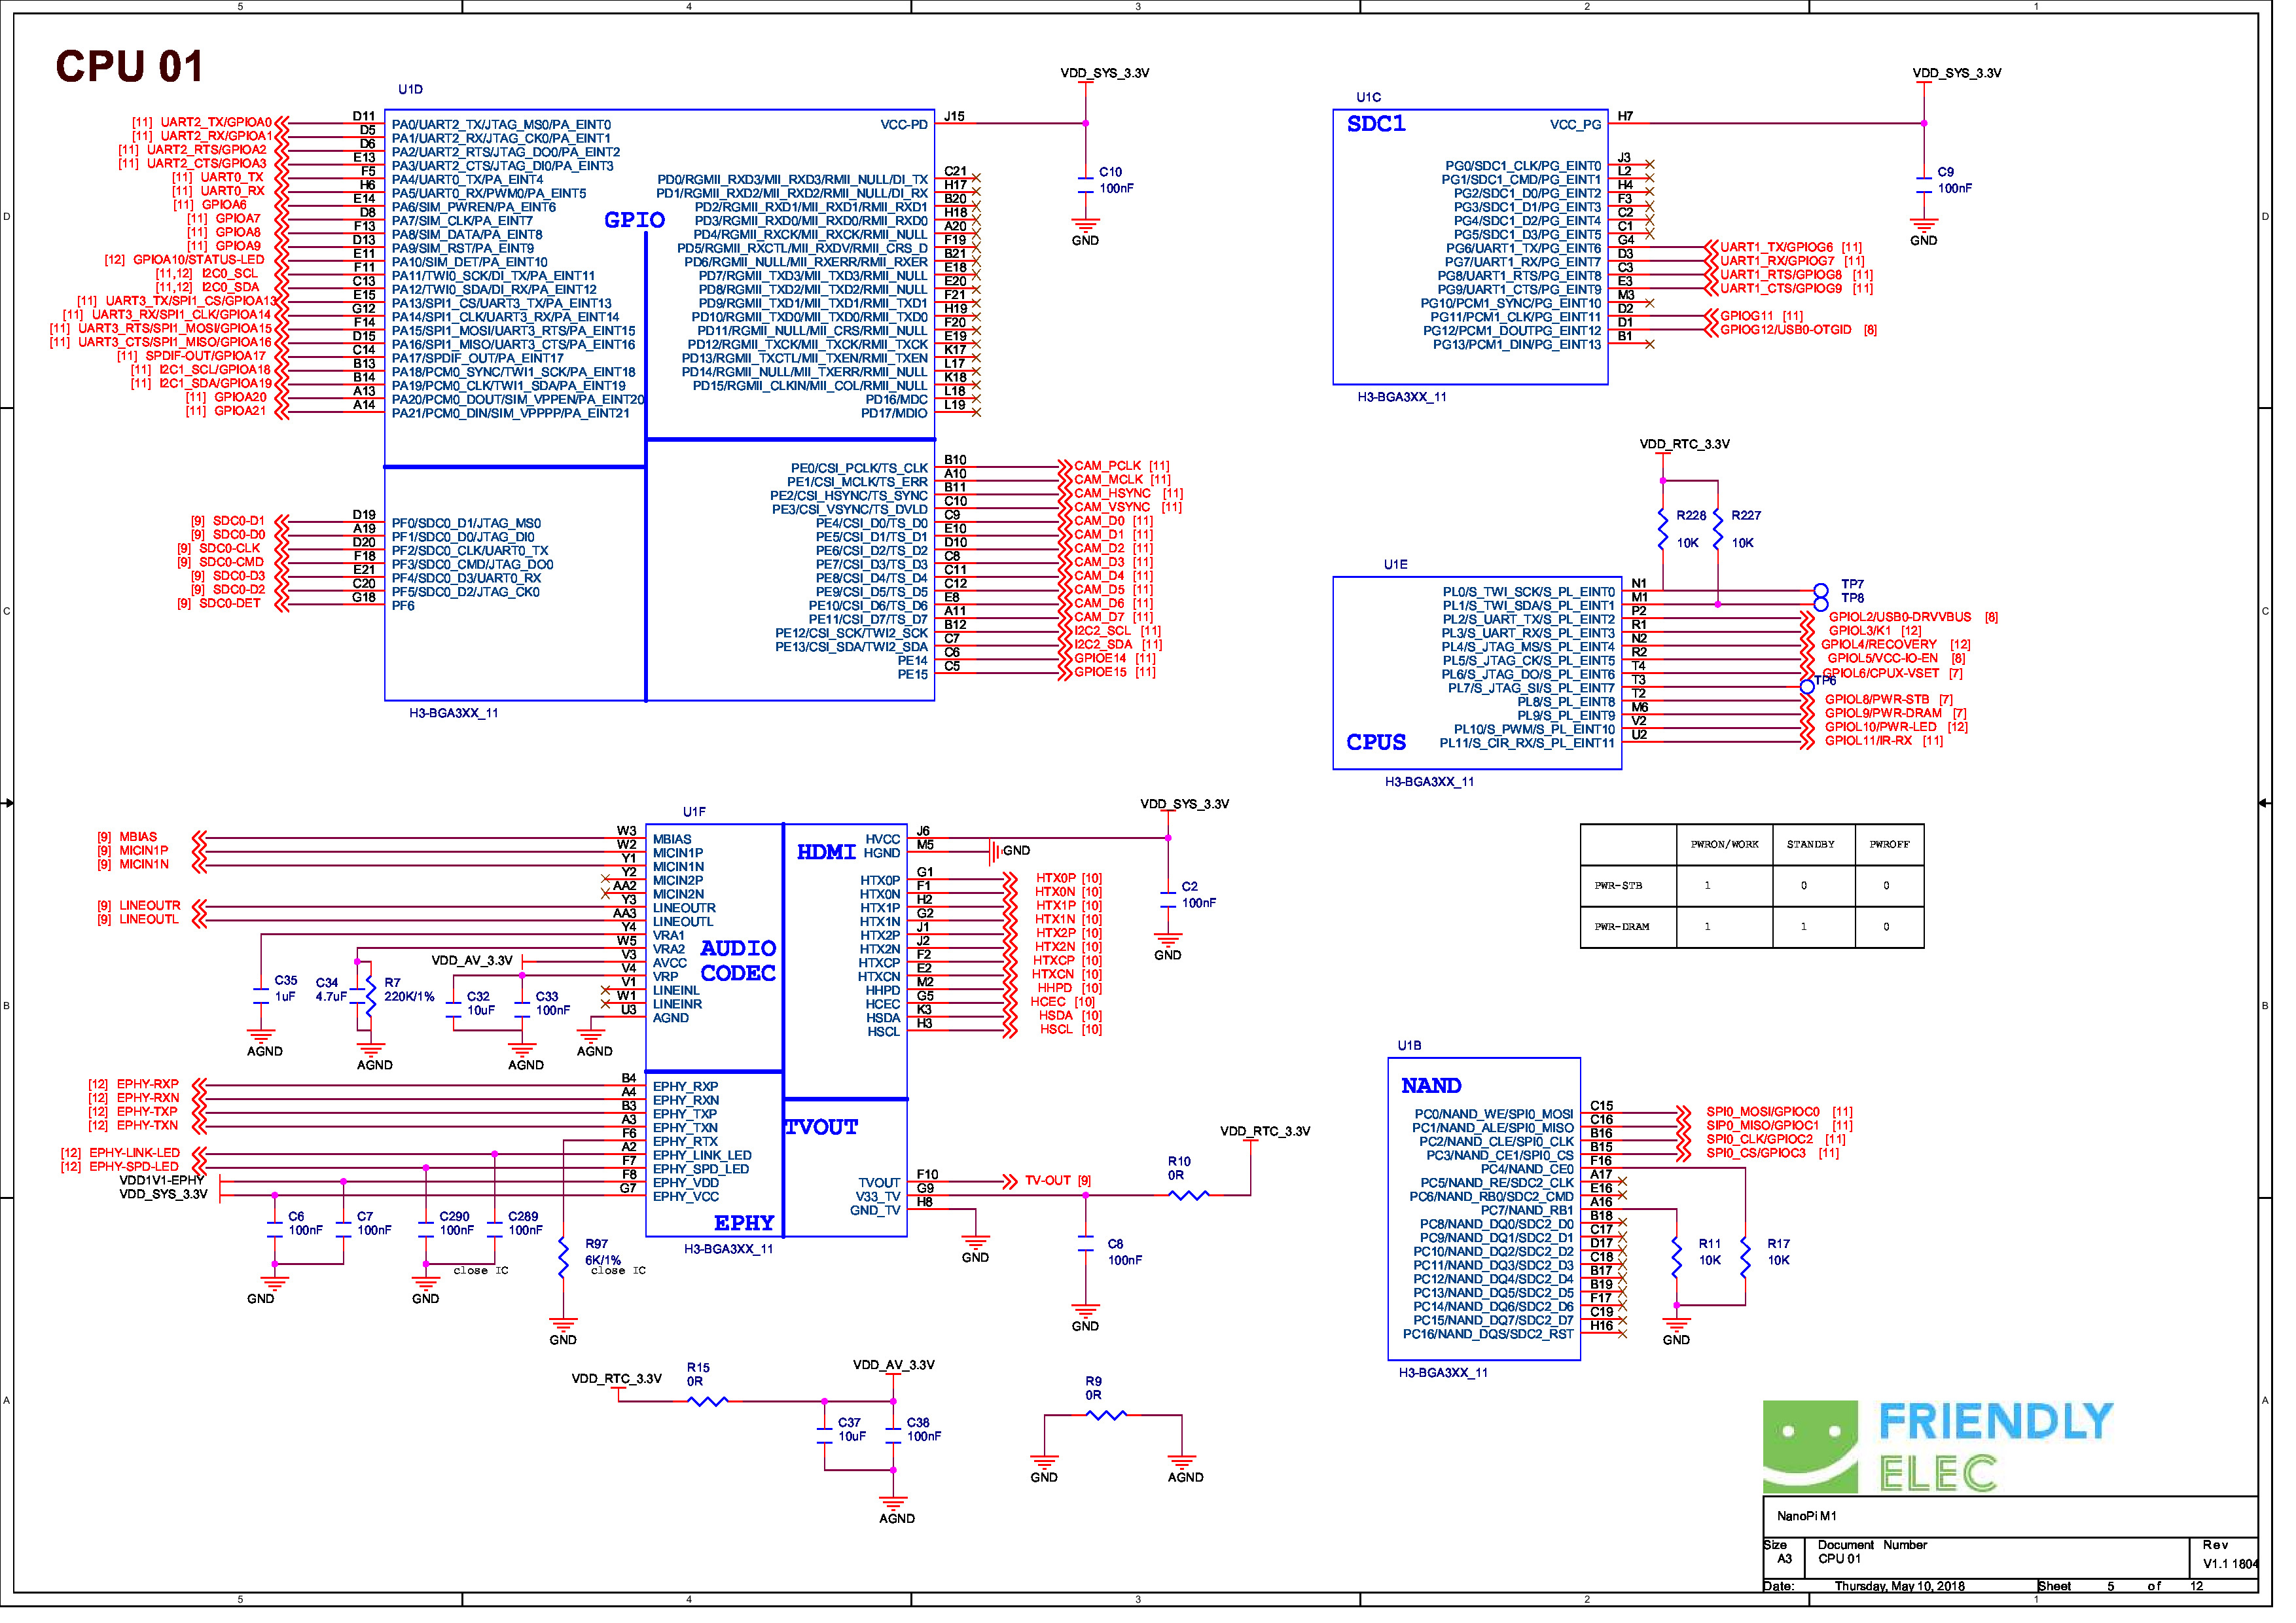 CPU 01
U1D
[11] UART2_TX/GPIOA0 D11 PA0/UART2_TX/JTAG_MS0/PA_EINT0
[11] UART2_RX/GPIOA1 D5 PA1/UART2_RX/JTAG_CK0/PA_EINT1
[11] UART2_RTS/GPIOA2 D6 PA2/UART2_RTS/JTAG_DO0/PA_EINT2
[11] UART2_CTS/GPIOA3 E13 PA3/UART2_CTS/JTAG_DI0/PA_EINT3
[11] UART0_TX F5 PA4/UART0_TX/PA_EINT4
[11] UART0_RX H6 PA5/UART0_RX/PWM0/PA_EINT5
[11] GPIOA6 E14 PA6/SIM_PWREN/PA_EINT6
[11] GPIOA7 D8 PA7/SIM_CLK/PA_EINT7
[11] GPIOA8 F13 PA8/SIM_DATA/PA_EINT8
[11] GPIOA9 D13 PA9/SIM_RST/PA_EINT9
[12] GPIOA10/STATUS-LED E11 PA10/SIM_DET/PA_EINT10
[11,12] I2C0_SCL F11 PA11/TWI0_SCK/DI_TX/PA_EINT11
[11,12] I2C0_SDA C13 PA12/TWI0_SDA/DI_RX/PA_EINT12
[11] UART3_TX/SPI1_CS/GPIOA13 E15 PA13/SPI1_CS/UART3_TX/PA_EINT13
[11] UART3_RX/SPI1_CLK/GPIOA14 G12 PA14/SPI1_CLK/UART3_RX/PA_EINT14
[11] UART3_RTS/SPI1_MOSI/GPIOA15 F14 PA15/SPI1_MOSI/UART3_RTS/PA_EINT15
[11] UART3_CTS/SPI1_MISO/GPIOA16 D15 PA16/SPI1_MISO/UART3_CTS/PA_EINT16
[11] SPDIF-OUT/GPIOA17 C14 PA17/SPDIF_OUT/PA_EINT17
[11] I2C1_SCL/GPIOA18 B13 PA18/PCM0_SYNC/TWI1_SCK/PA_EINT18
[11] I2C1_SDA/GPIOA19 B14 PA19/PCM0_CLK/TWI1_SDA/PA_EINT19
[11] GPIOA20 A13 PA20/PCM0_DOUT/SIM_VPPEN/PA_EINT20
[11] GPIOA21 A14 PA21/PCM0_DIN/SIM_VPPPP/PA_EINT21
GPIO
VCC-PD J15
VDD_SYS_3.3V
C10
100nF
GND
PD0/RGMII_RXD3/MII_RXD3/RMII_NULL/DI_TX C21
PD1/RGMII_RXD2/MII_RXD2/RMII_NULL/DI_RX H17
PD2/RGMII_RXD1/MII_RXD1/RMII_RXD1 B20
PD3/RGMII_RXD0/MII_RXD0/RMII_RXD0 H18
PD4/RGMII_RXCK/MII_RXCK/RMII_NULL A20
PD5/RGMII_RXCTL/MII_RXDV/RMII_CRS_D F19
PD6/RGMII_NULL/MII_RXERR/RMII_RXER B21
PD7/RGMII_TXD3/MII_TXD3/RMII_NULL E18
PD8/RGMII_TXD2/MII_TXD2/RMII_NULL E20
PD9/RGMII_TXD1/MII_TXD1/RMII_TXD1 F21
PD10/RGMII_TXD0/MII_TXD0/RMII_TXD0 H19
PD11/RGMII_NULL/MII_CRS/RMII_NULL F20
PD12/RGMII_TXCK/MII_TXCK/RMII_TXCK E19
PD13/RGMII_TXCTL/MII_TXEN/RMII_TXEN K17
PD14/RGMII_NULL/MII_TXERR/RMII_NULL L17
PD15/RGMII_CLKIN/MII_COL/RMII_NULL K18
PD16/MDC L18
PD17/MDIO L19
PE0/CSI_PCLK/TS_CLK B10 CAM_PCLK [11]
PE1/CSI_MCLK/TS_ERR A10 CAM_MCLK [11]
PE2/CSI_HSYNC/TS_SYNC B11 CAM_HSYNC [11]
PE3/CSI_VSYNC/TS_DVLD C10 CAM_VSYNC [11]
PE4/CSI_D0/TS_D0 C9 CAM_D0 [11]
PE5/CSI_D1/TS_D1 E10 CAM_D1 [11]
PE6/CSI_D2/TS_D2 D10 CAM_D2 [11]
PE7/CSI_D3/TS_D3 C8 CAM_D3 [11]
PE8/CSI_D4/TS_D4 C11 CAM_D4 [11]
PE9/CSI_D5/TS_D5 C12 CAM_D5 [11]
PE10/CSI_D6/TS_D6 E8 CAM_D6 [11]
PE11/CSI_D7/TS_D7 A11 CAM_D7 [11]
PE12/CSI_SCK/TWI2_SCK B12 I2C2_SCL [11]
PE13/CSI_SDA/TWI2_SDA C7 I2C2_SDA [11]
PE14 C6 GPIOE14 [11]
PE15 C5 GPIOE15 [11]
[9] SDC0-D1 D19 PF0/SDC0_D1/JTAG_MS0
[9] SDC0-D0 A19 PF1/SDC0_D0/JTAG_DI0
[9] SDC0-CLK D20 PF2/SDC0_CLK/UART0_TX
[9] SDC0-CMD F18 PF3/SDC0_CMD/JTAG_DO0
[9] SDC0-D3 E21 PF4/SDC0_D3/UART0_RX
[9] SDC0-D2 C20 PF5/SDC0_D2/JTAG_CK0
[9] SDC0-DET G18 PF6
H3-BGA3XX_11
U1C
SDC1
VCC_PG H7
VDD_SYS_3.3V
C9
100nF
GND
PG0/SDC1_CLK/PG_EINT0 J3
PG1/SDC1_CMD/PG_EINT1 L2
PG2/SDC1_D0/PG_EINT2 H4
PG3/SDC1_D1/PG_EINT3 F3
PG4/SDC1_D2/PG_EINT4 C2
PG5/SDC1_D3/PG_EINT5 C1
PG6/UART1_TX/PG_EINT6 G4 UART1_TX/GPIOG6 [11]
PG7/UART1_RX/PG_EINT7 D3 UART1_RX/GPIOG7 [11]
PG8/UART1_RTS/PG_EINT8 C3 UART1_RTS/GPIOG8 [11]
PG9/UART1_CTS/PG_EINT9 E3 UART1_CTS/GPIOG9 [11]
PG10/PCM1_SYNC/PG_EINT10 M3
PG11/PCM1_CLK/PG_EINT11 D2 GPIOG11 [11]
PG12/PCM1_DOUTPG_EINT12 D1 GPIOG12/USB0-OTGID [8]
PG13/PCM1_DIN/PG_EINT13 B1
H3-BGA3XX_11
VDD_RTC_3.3V
R228 R227
10K 10K
U1E
PL0/S_TWI_SCK/S_PL_EINT0 N1 TP7
PL1/S_TWI_SDA/S_PL_EINT1 M1 TP8
PL2/S_UART_TX/S_PL_EINT2 P2 GPIOL2/USB0-DRVVBUS [8]
PL3/S_UART_RX/S_PL_EINT3 R1 GPIOL3/K1 [12]
PL4/S_JTAG_MS/S_PL_EINT4 N2 GPIOL4/RECOVERY [12]
PL5/S_JTAG_CK/S_PL_EINT5 R2 GPIOL5/VCC-IO-EN [8]
PL6/S_JTAG_DO/S_PL_EINT6 T4 GPIOL6/CPUX-VSET [7]
PL7/S_JTAG_SI/S_PL_EINT7 T3 TP6
PL8/S_PL_EINT8 T2 GPIOL8/PWR-STB [7]
PL9/S_PL_EINT9 M6 GPIOL9/PWR-DRAM [7]
PL10/S_PWM/S_PL_EINT10 V2 GPIOL10/PWR-LED [12]
PL11/S_CIR_RX/S_PL_EINT11 U2 GPIOL11/IR-RX [11]
CPUS
H3-BGA3XX_11
PWRON/WORK STANDBY PWROFF
PWR-STB 1 0 0
PWR-DRAM 1 1 0
U1F
[9] MBIAS W3 MBIAS
[9] MICIN1P W2 MICIN1P
[9] MICIN1N Y1 MICIN1N
Y2 MICIN2P
AA2 MICIN2N
[9] LINEOUTR Y3 LINEOUTR
[9] LINEOUTL AA3 LINEOUTL
Y4 VRA1
W5 VRA2
VDD_AV_3.3V V3 AVCC
V4 VRP
V1 LINEINL
W1 LINEINR
U3 AGND
AUDIO
CODEC
C35
1uF
C34
4.7uF
R7
220K/1%
C32
10uF
C33
100nF
AGND AGND AGND AGND
[12] EPHY-RXP B4 EPHY_RXP
[12] EPHY-RXN A4 EPHY_RXN
[12] EPHY-TXP B3 EPHY_TXP
[12] EPHY-TXN A3 EPHY_TXN
F6 EPHY_RTX
[12] EPHY-LINK-LED A2 EPHY_LINK_LED
[12] EPHY-SPD-LED F7 EPHY_SPD_LED
VDD1V1-EPHY F8 EPHY_VDD
VDD_SYS_3.3V G7 EPHY_VCC
EPHY
C6
100nF
C7
100nF
C290
100nF
C289
100nF
close IC
R97
6K/1%
close IC
GND GND GND
HDMI
VDD_SYS_3.3V
HVCC J6
HGND M5 GND
HTX0P G1 HTX0P [10]
HTX0N F1 HTX0N [10]
HTX1P H2 HTX1P [10]
HTX1N G2 HTX1N [10]
HTX2P J1 HTX2P [10]
HTX2N J2 HTX2N [10]
HTXCP F2 HTXCP [10]
HTXCN E2 HTXCN [10]
HHPD M2 HHPD [10]
HCEC G5 HCEC [10]
HSDA K3 HSDA [10]
HSCL H3 HSCL [10]
C2
100nF
GND
TVOUT
TVOUT F10 TV-OUT [9]
V33_TV G9
GND_TV H8
GND
R10
0R
VDD_RTC_3.3V
C8
100nF
GND
H3-BGA3XX_11
VDD_RTC_3.3V
R15
0R
VDD_AV_3.3V
C37
10uF
C38
100nF
AGND
R9
0R
GND AGND
U1B
NAND
PC0/NAND_WE/SPI0_MOSI C15 SPI0_MOSI/GPIOC0 [11]
PC1/NAND_ALE/SPI0_MISO C16 SIP0_MISO/GPIOC1 [11]
PC2/NAND_CLE/SPI0_CLK B16 SPI0_CLK/GPIOC2 [11]
PC3/NAND_CE1/SPI0_CS B15 SPI0_CS/GPIOC3 [11]
PC4/NAND_CE0 F16
PC5/NAND_RE/SDC2_CLK A17
PC6/NAND_RB0/SDC2_CMD E16
PC7/NAND_RB1 A16
PC8/NAND_DQ0/SDC2_D0 B18
PC9/NAND_DQ1/SDC2_D1 C17
PC10/NAND_DQ2/SDC2_D2 D17
PC11/NAND_DQ3/SDC2_D3 C18
PC12/NAND_DQ4/SDC2_D4 B17
PC13/NAND_DQ5/SDC2_D5 B19
PC14/NAND_DQ6/SDC2_D6 F17
PC15/NAND_DQ7/SDC2_D7 C19
PC16/NAND_DQS/SDC2_RST H16
R11
10K
R17
10K
GND
H3-BGA3XX_11
FRIENDLY
ELEC
NanoPi M1
Size
A3
Document Number
CPU 01
Rev
V1.1 1804
Date: Thursday, May 10, 2018 Sheet 5 of 12
5 4 3 2 1
5 4 3 2 1
D C B A
D C B A